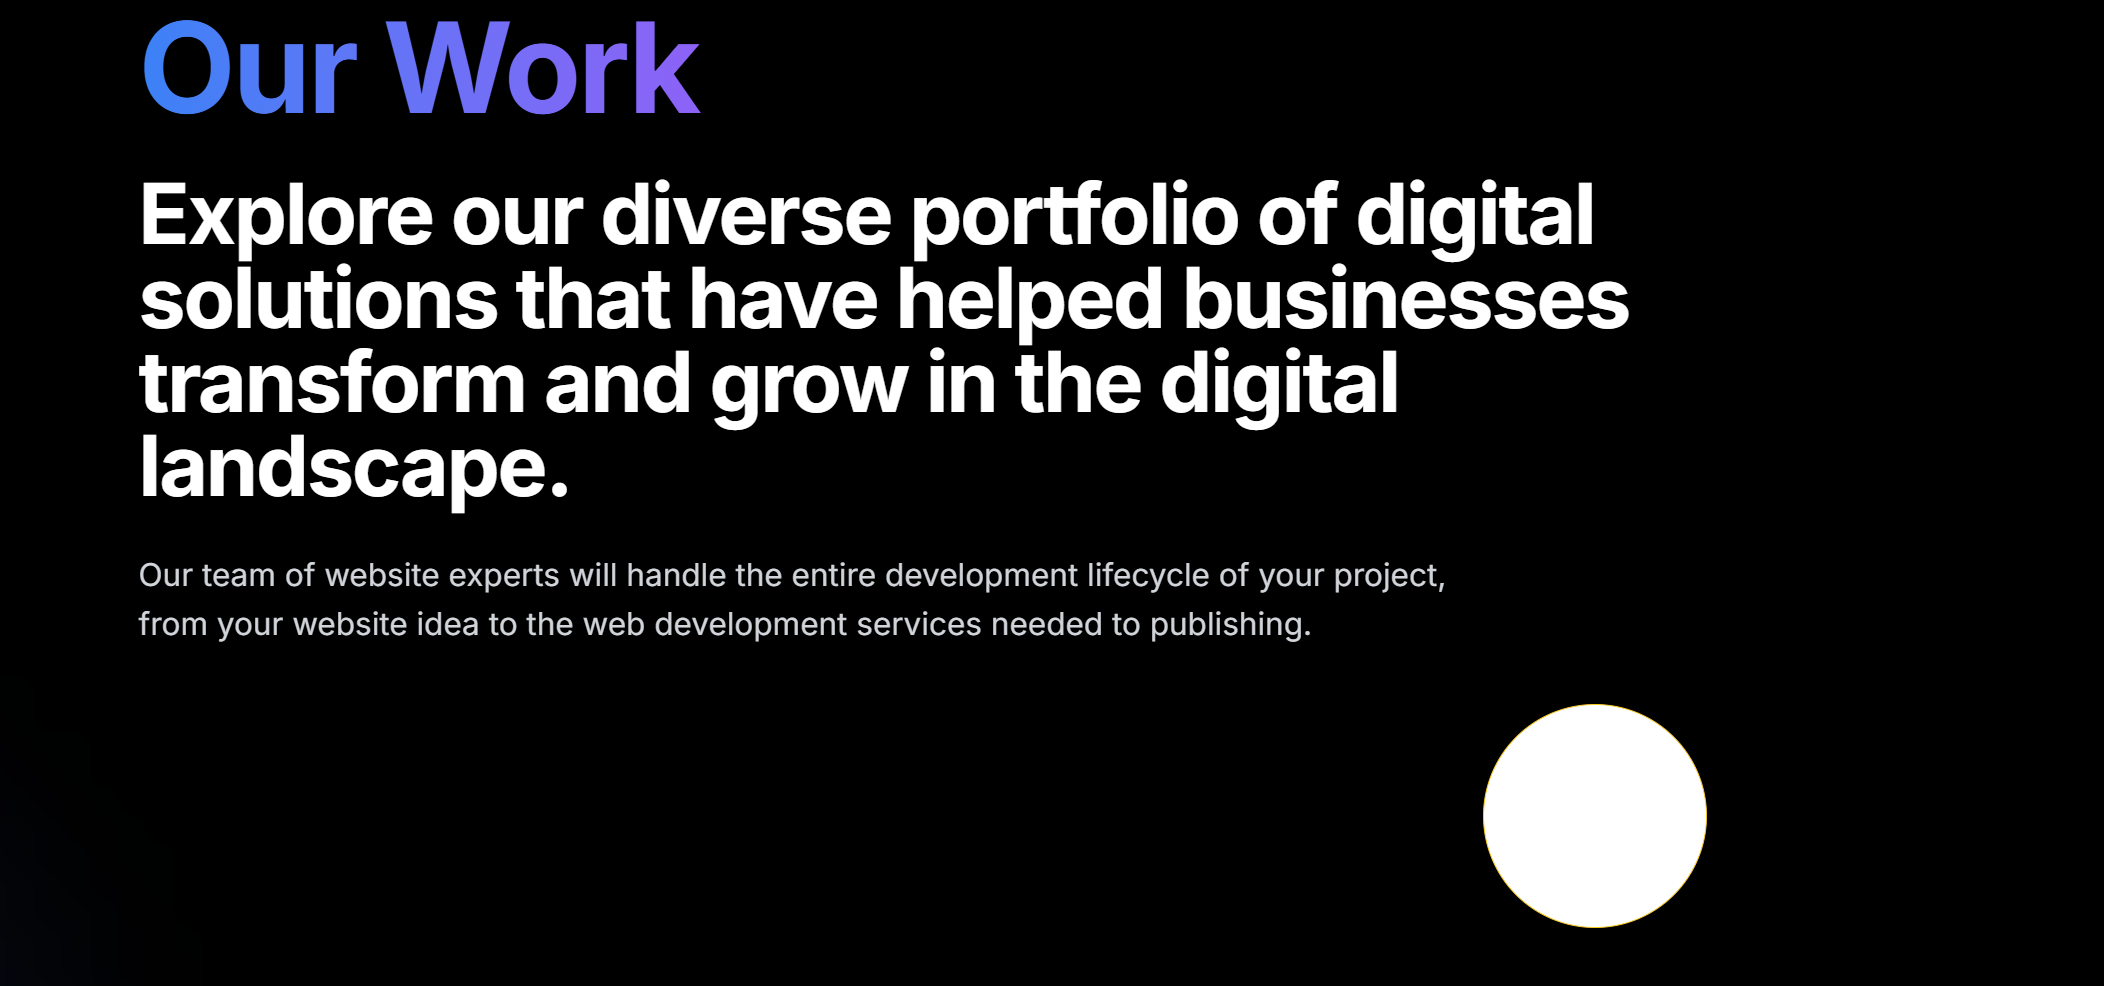 Our Work
Explore our diverse portfolio of digital
solutions that have helped businesses
transform and grow in the digital
landscape.
Our team of website experts will handle the entire development lifecycle of your project,
from your website idea to the web development services needed to publishing.